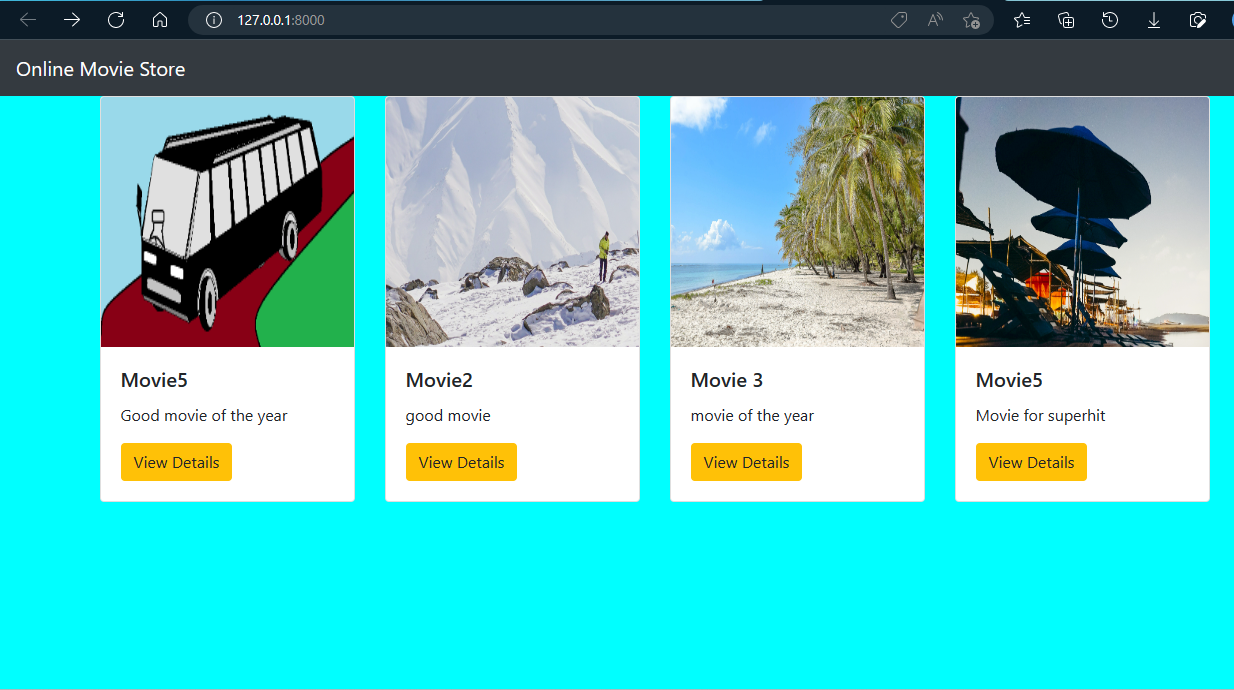 127.0.0.1:8000
Online Movie Store
Movie5
Good movie of the year
View Details
Movie2
good movie
View Details
Movie 3
movie of the year
View Details
Movie5
Movie for superhit
View Details